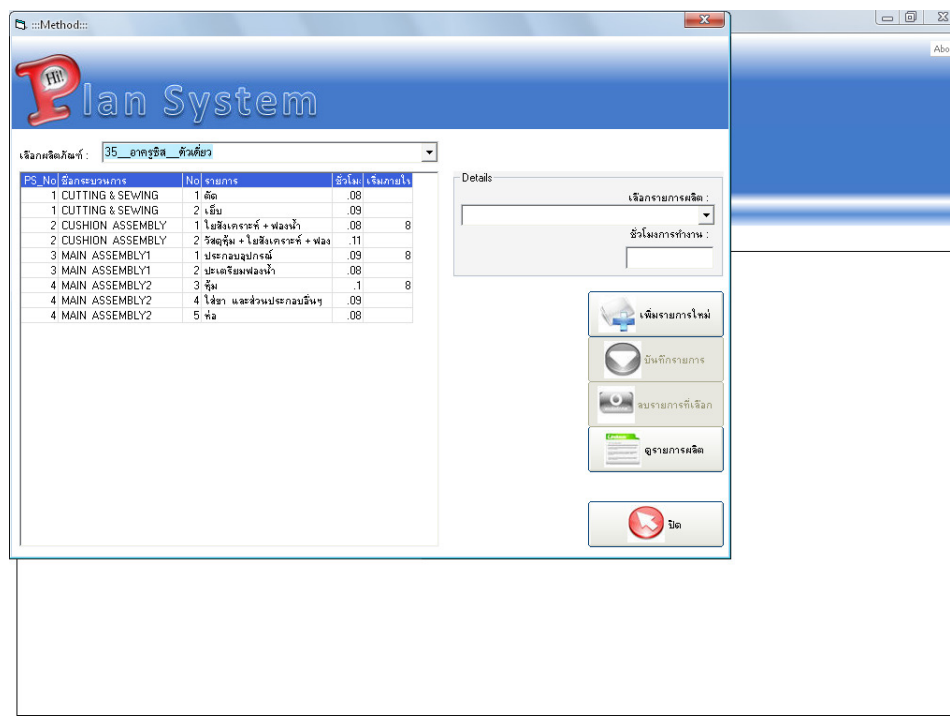 :::Method:::
Abo
Hi!
Plan System
เลือกผลิตภัณฑ์ : 35__อาครูซิส__ตัวเดี่ยว
PS_No ชื่อกระบวนการ No รายการ ชั่วโมง เริ่มภายใน
1 CUTTING & SEWING 1 ตัด .08
1 CUTTING & SEWING 2 เย็บ .09
2 CUSHION ASSEMBLY 1 ใยสังเคราะห์ + ฟองน้ำ .08 8
2 CUSHION ASSEMBLY 2 วัสดุหุ้ม + ใยสังเคราะห์ + ฟอง .11
3 MAIN ASSEMBLY1 1 ประกอบอุปกรณ์ .09 8
3 MAIN ASSEMBLY1 2 ปะเตรียมฟองน้ำ .08
4 MAIN ASSEMBLY2 3 หุ้ม .1 8
4 MAIN ASSEMBLY2 4 ใส่ขา และส่วนประกอบอื่นๆ .09
4 MAIN ASSEMBLY2 5 ห่อ .08
Details
เลือกรายการผลิต :
ชั่วโมงการทำงาน :
เพิ่มรายการใหม่
บันทึกรายการ
ลบรายการที่เลือก
ดูรายการผลิต
ปิด